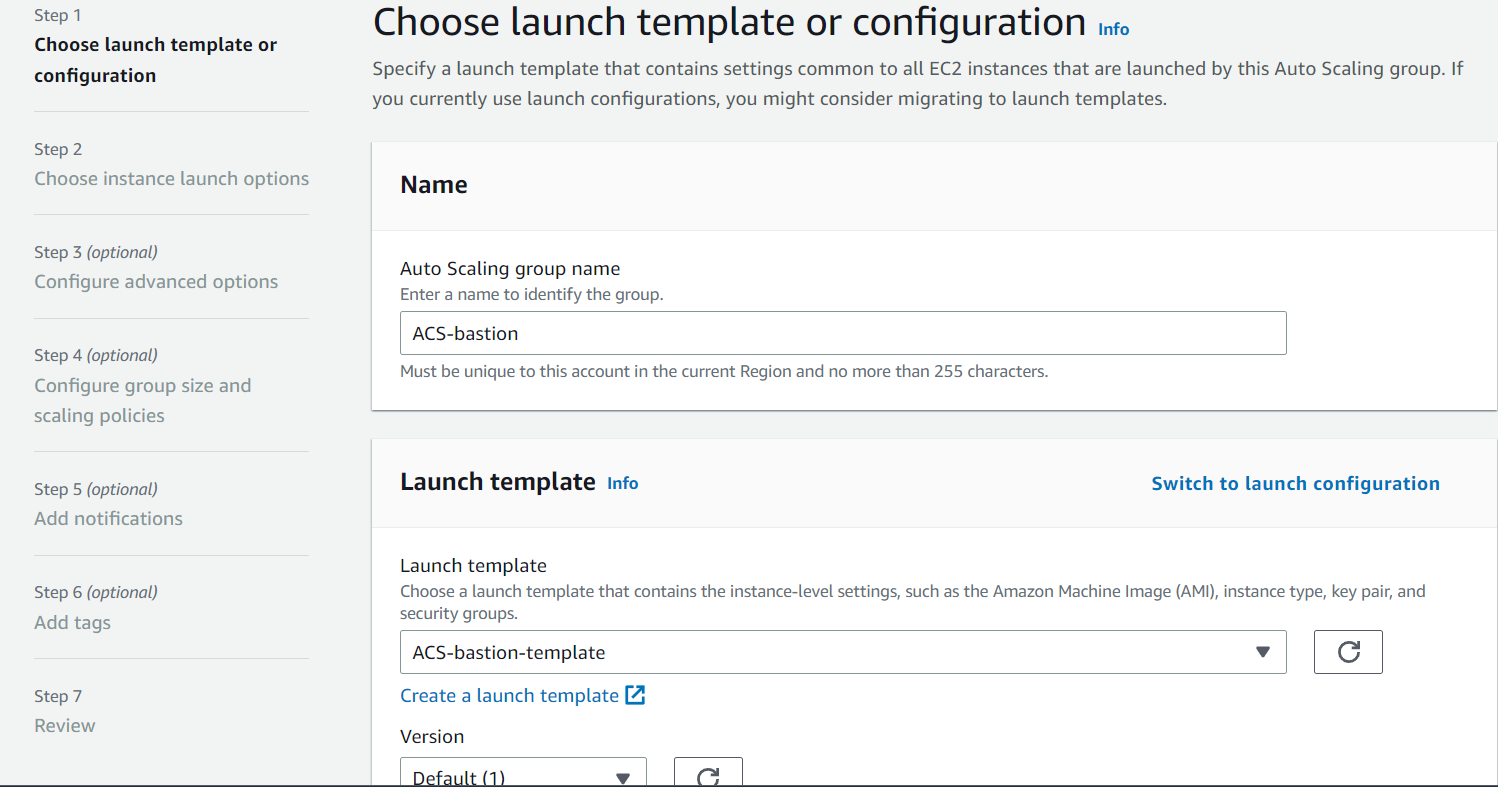 Step 1
Choose launch template or
configuration
Step 2
Choose instance launch options
Step 3 (optional)
Configure advanced options
Step 4 (optional)
Configure group size and
scaling policies
Step 5 (optional)
Add notifications
Step 6 (optional)
Add tags
Step 7
Review
Choose launch template or configuration Info
Specify a launch template that contains settings common to all EC2 instances that are launched by this Auto Scaling group. If
you currently use launch configurations, you might consider migrating to launch templates.
Name
Auto Scaling group name
Enter a name to identify the group.
ACS-bastion
Must be unique to this account in the current Region and no more than 255 characters.
Launch template Info
Switch to launch configuration
Launch template
Choose a launch template that contains the instance-level settings, such as the Amazon Machine Image (AMI), instance type, key pair, and
security groups.
ACS-bastion-template
Create a launch template
Version
Default (1)